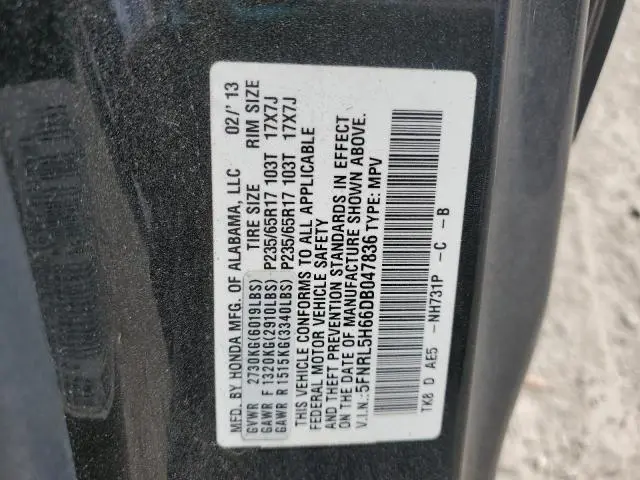 MFD. BY HONDA MFG. OF ALABAMA, LLC 02/'13
TIRE SIZE RIM SIZE
GVWR 2730KG(6019LBS)
GAWR F 1320KG(2910LBS) P235/65R17 103T 17X7J
GAWR R 1515KG(3340LBS) P235/65R17 103T 17X7J
THIS VEHICLE CONFORMS TO ALL APPLICABLE
FEDERAL MOTOR VEHICLE SAFETY
AND THEFT PREVENTION STANDARDS IN EFFECT
ON THE DATE OF MANUFACTURE SHOWN ABOVE.
V.I.N.:5FNRL5H66DB047836 TYPE: MPV
TK8 D AE5 -NH731P -C -B